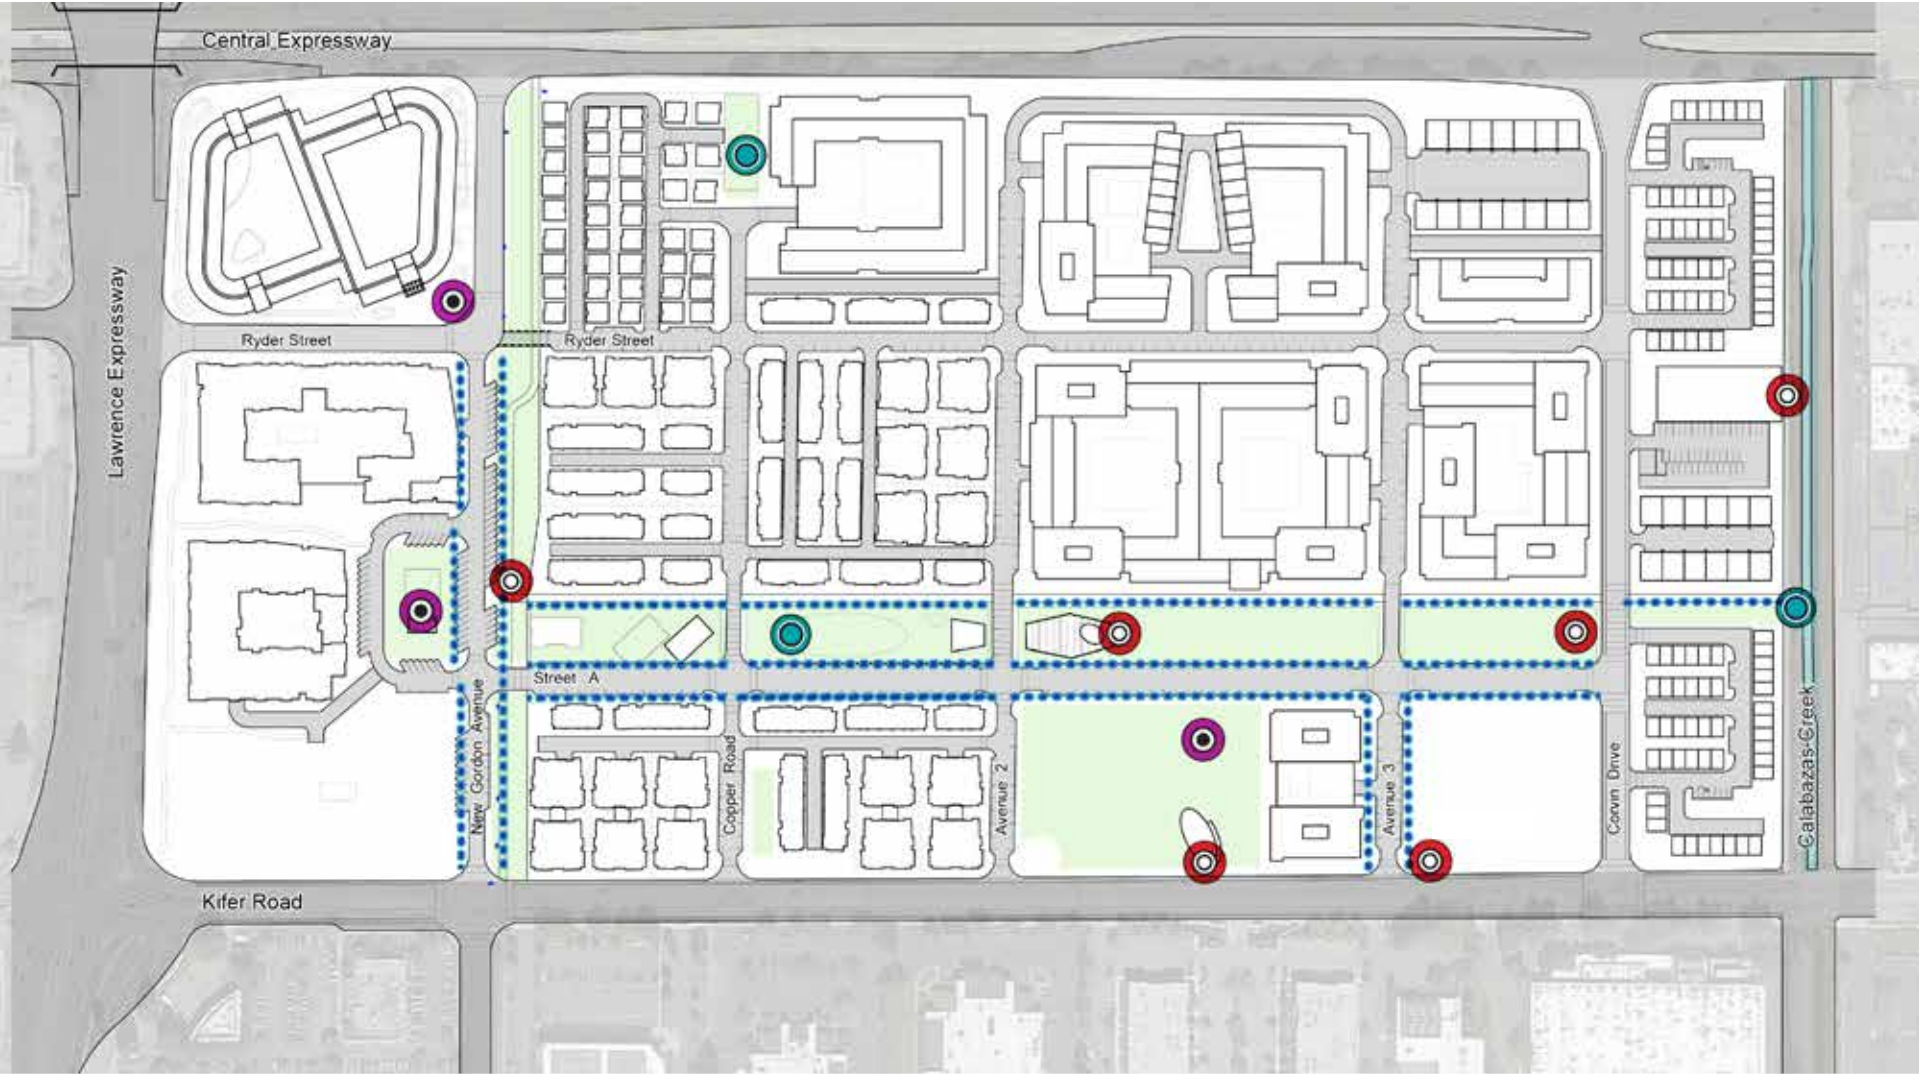 Central Expressway
Lawrence Expressway
Ryder Street
Ryder Street
Street A
New Gordon Avenue
Copper Road
Avenue 2
Avenue 3
Corvin Drive
Calabazas Creek
Kifer Road